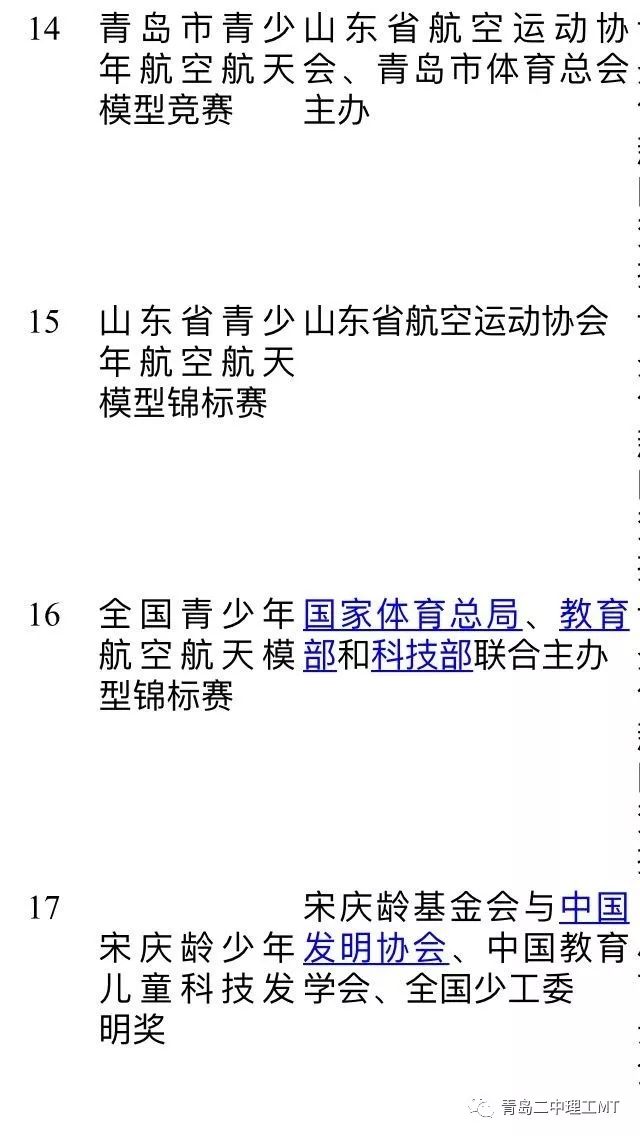 14 青岛市青少 山东省航空运动协
年航空航天 会、青岛市体育总会
模型竞赛 主办
15 山东省青少 山东省航空运动协会
年航空航天
模型锦标赛
16 全国青少年 国家体育总局、教育
航空航天模 部和科技部联合主办
型锦标赛
17 宋庆龄基金会与中国
宋庆龄少年 发明协会、中国教育
儿童科技发 学会、全国少工委
明奖
青岛二中理工MT